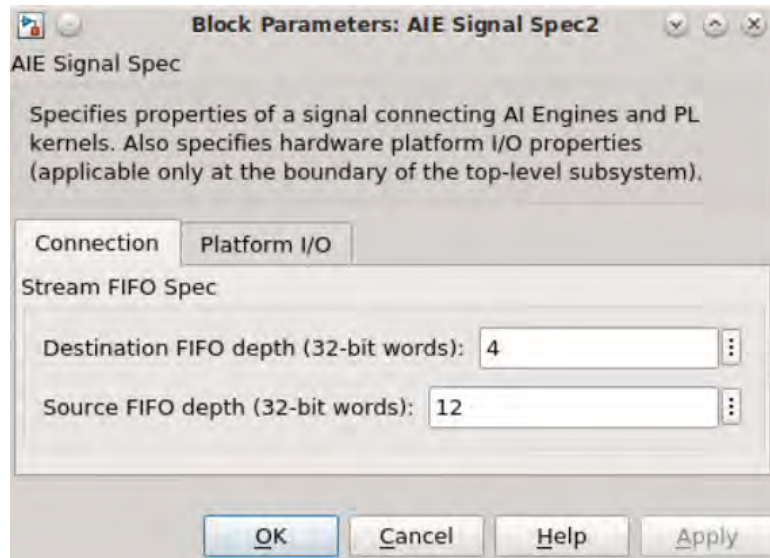 Block Parameters: AIE Signal Spec2
AIE Signal Spec
Specifies properties of a signal connecting AI Engines and PL
kernels. Also specifies hardware platform I/O properties
(applicable only at the boundary of the top-level subsystem).
Connection Platform I/O
Stream FIFO Spec
Destination FIFO depth (32-bit words): 4
Source FIFO depth (32-bit words): 12
OK Cancel Help Apply